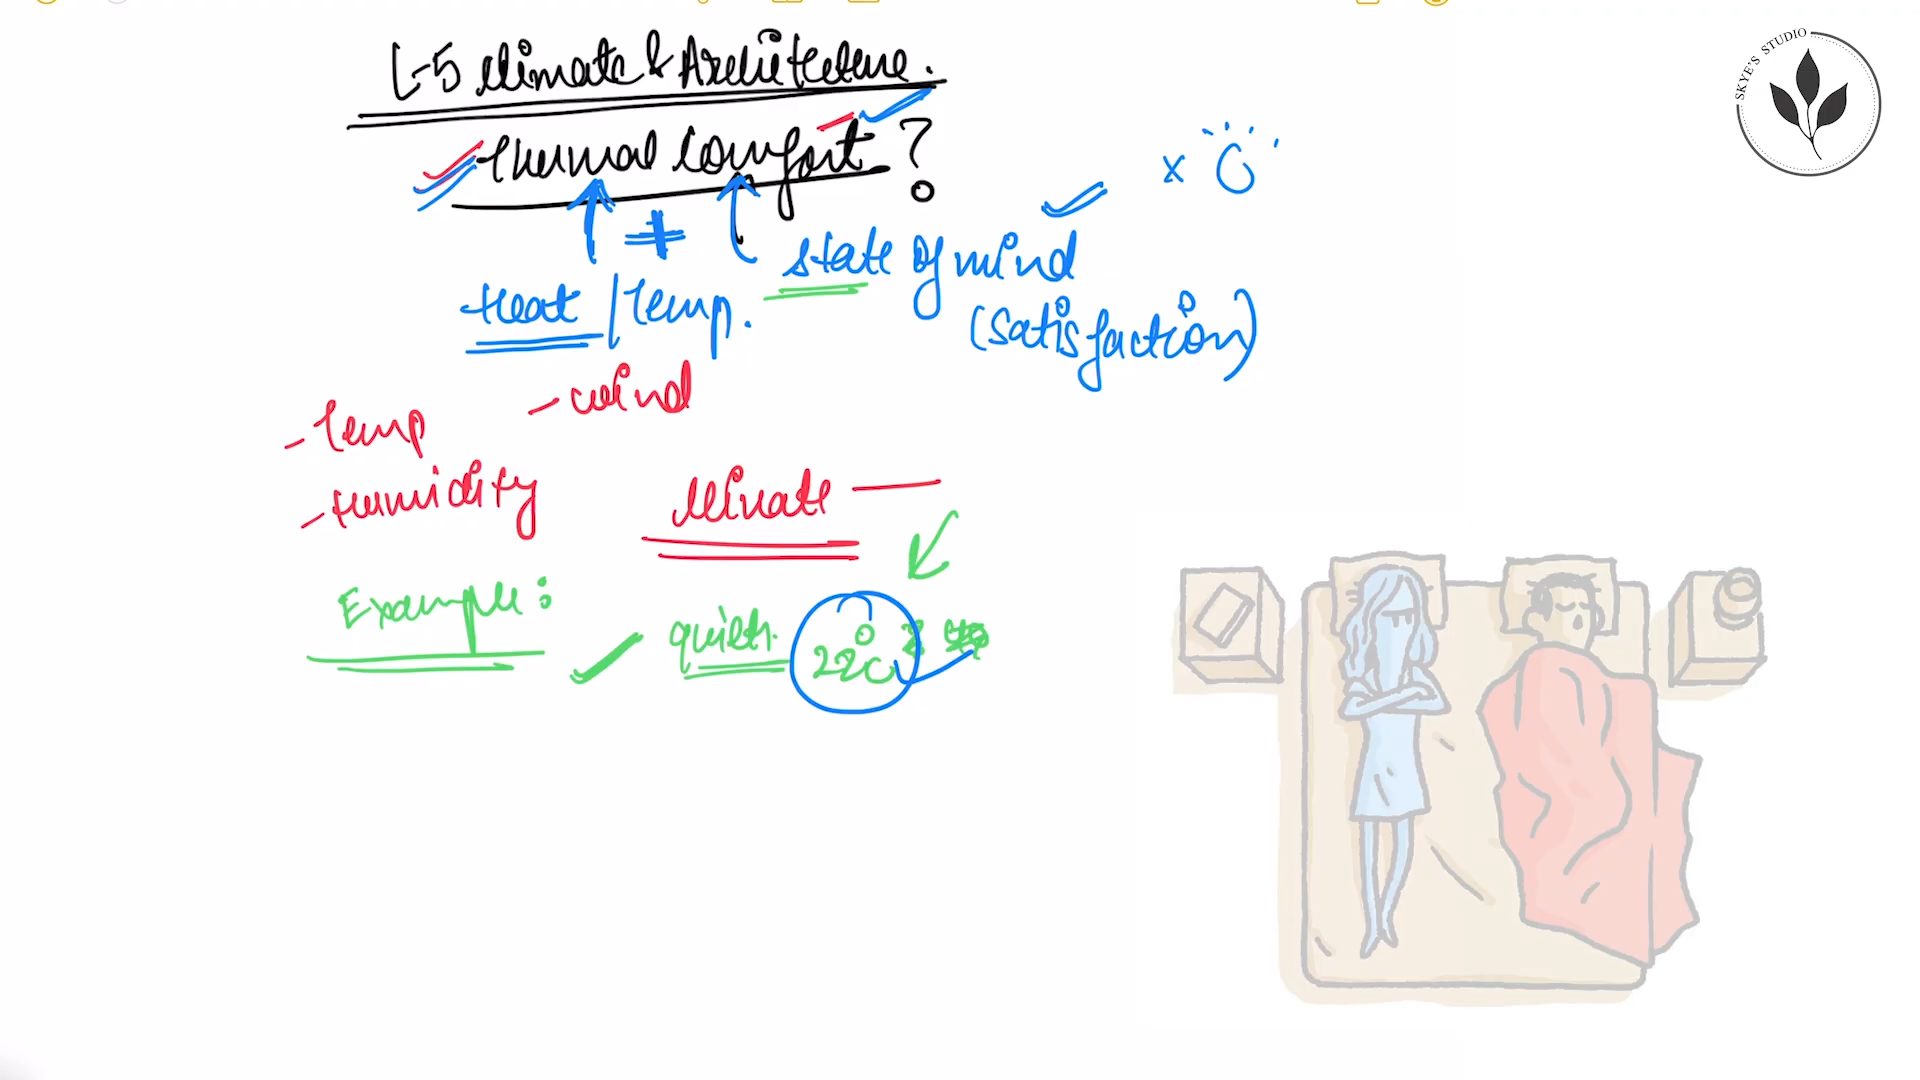 L-5 Climate & Architecture.
Thermal Comfort ?
≠
Heat / Temp.
State of mind
(Satisfaction)
- Temp
- wind
- Humidity
Climate —
Example:
22°C
SKYE'S STUDIO